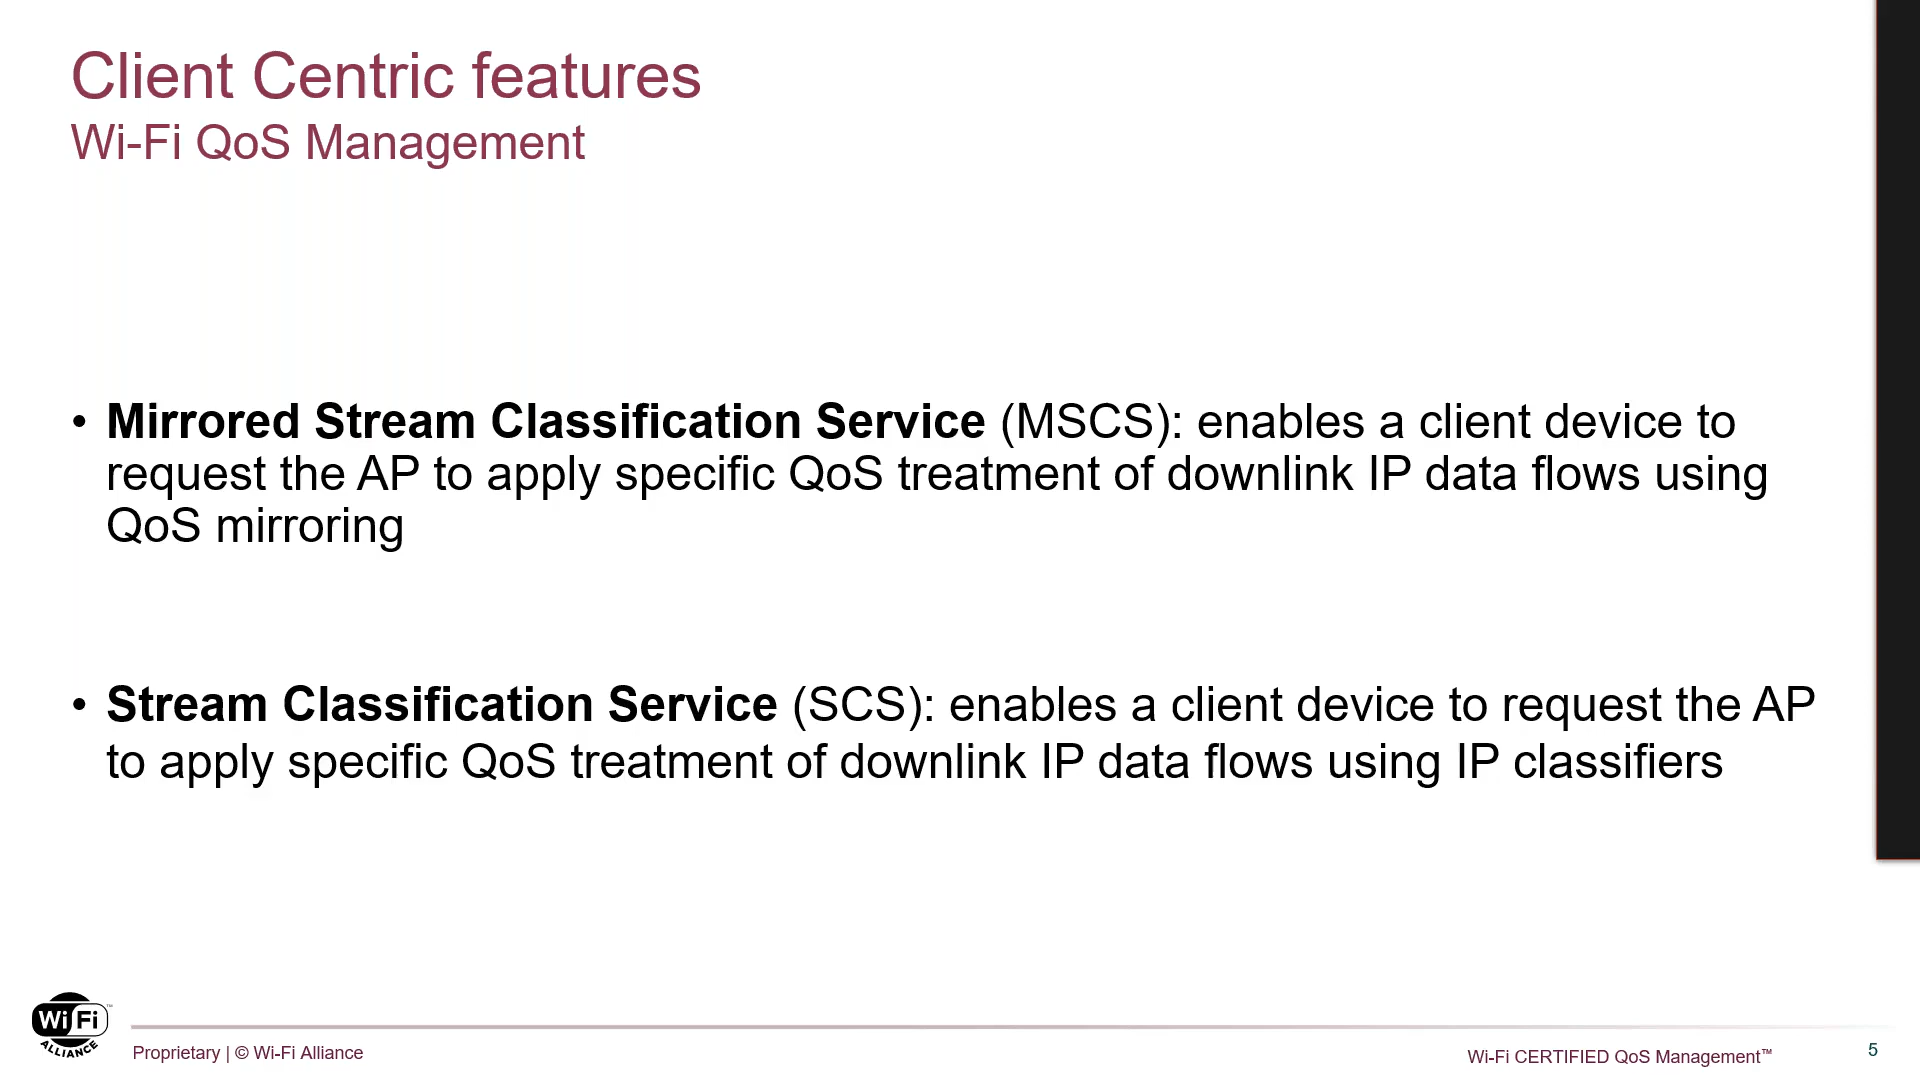 Client Centric features
Wi-Fi QoS Management
• Mirrored Stream Classification Service (MSCS): enables a client device to
request the AP to apply specific QoS treatment of downlink IP data flows using
QoS mirroring
• Stream Classification Service (SCS): enables a client device to request the AP
to apply specific QoS treatment of downlink IP data flows using IP classifiers
Wi Fi ™
ALLIANCE
Proprietary | © Wi-Fi Alliance
Wi-Fi CERTIFIED QoS Management™
5